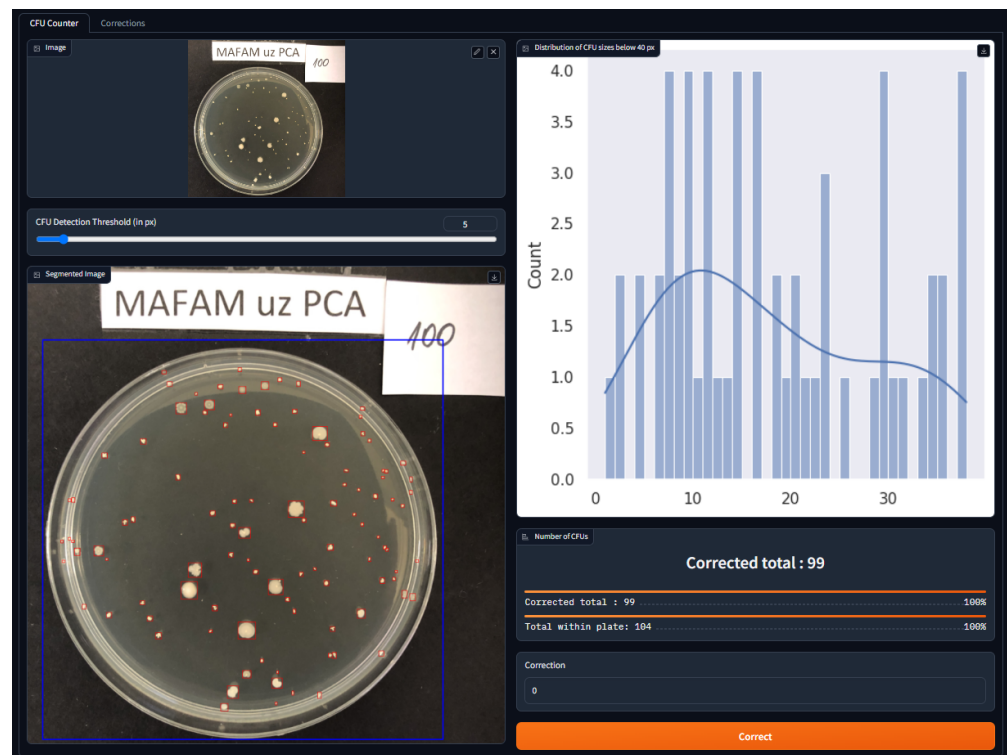 CFU Counter
Corrections
Image
MAFAM uz PCA
100
CFU Detection Threshold (in px)
5
Segmented Image
MAFAM uz PCA
100
Distribution of CFU sizes below 40 px
4.0
3.5
3.0
2.5
2.0
1.5
1.0
0.5
0.0
Count
0 10 20 30
Number of CFUs
Corrected total : 99
Corrected total : 99 100%
Total within plate: 104 100%
Correction
0
Correct